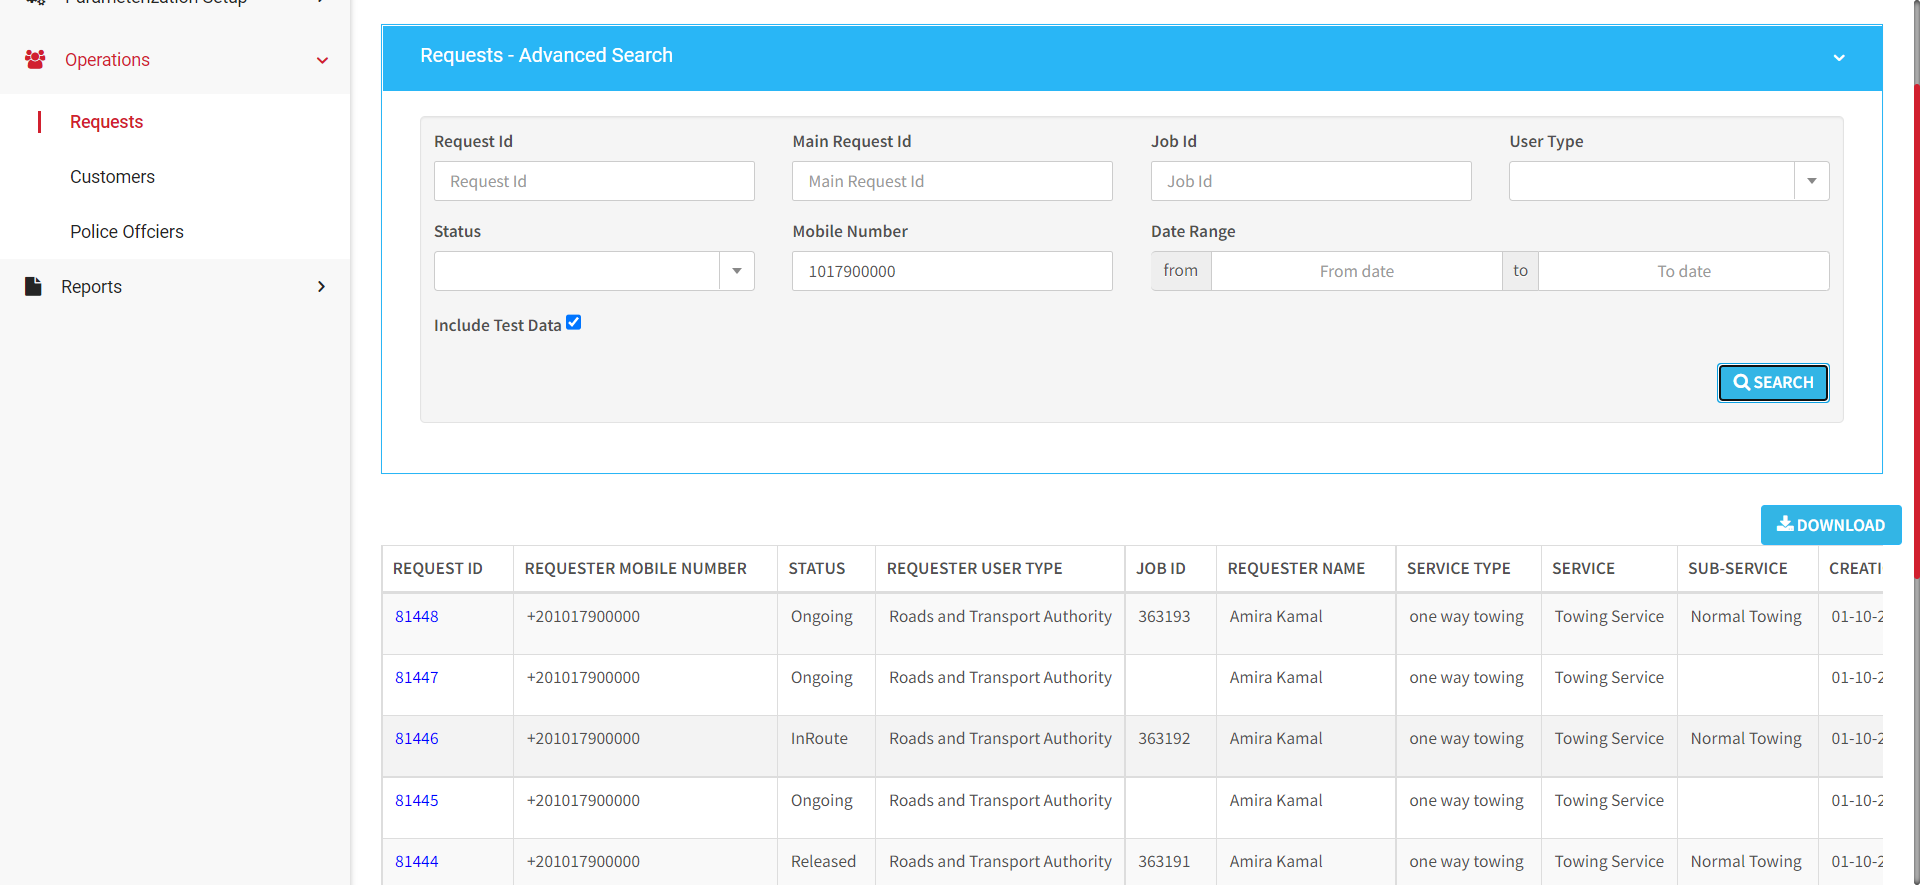 Parameterization Setup
Operations
Requests
Customers
Police Offciers
Reports
Requests - Advanced Search
Request Id Main Request Id Job Id User Type
Request Id Main Request Id Job Id
Status Mobile Number Date Range
1017900000 from From date to To date
Include Test Data
SEARCH
DOWNLOAD
REQUEST ID REQUESTER MOBILE NUMBER STATUS REQUESTER USER TYPE JOB ID REQUESTER NAME SERVICE TYPE SERVICE SUB-SERVICE CREATI
81448 +201017900000 Ongoing Roads and Transport Authority 363193 Amira Kamal one way towing Towing Service Normal Towing 01-10-2
81447 +201017900000 Ongoing Roads and Transport Authority Amira Kamal one way towing Towing Service 01-10-2
81446 +201017900000 InRoute Roads and Transport Authority 363192 Amira Kamal one way towing Towing Service Normal Towing 01-10-2
81445 +201017900000 Ongoing Roads and Transport Authority Amira Kamal one way towing Towing Service 01-10-2
81444 +201017900000 Released Roads and Transport Authority 363191 Amira Kamal one way towing Towing Service Normal Towing 01-10-2